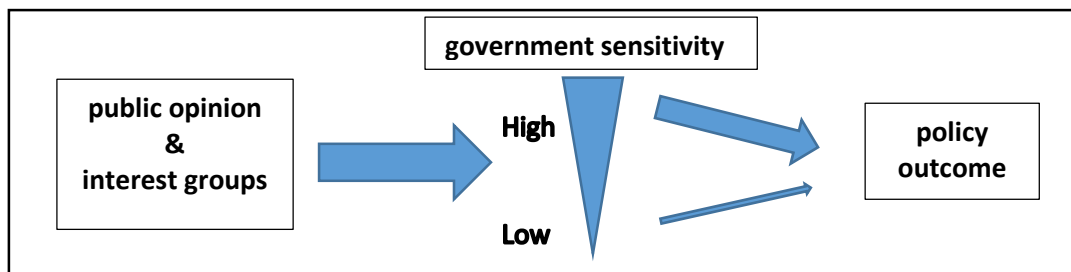 government sensitivity
public opinion
&
interest groups
High
Low
policy
outcome